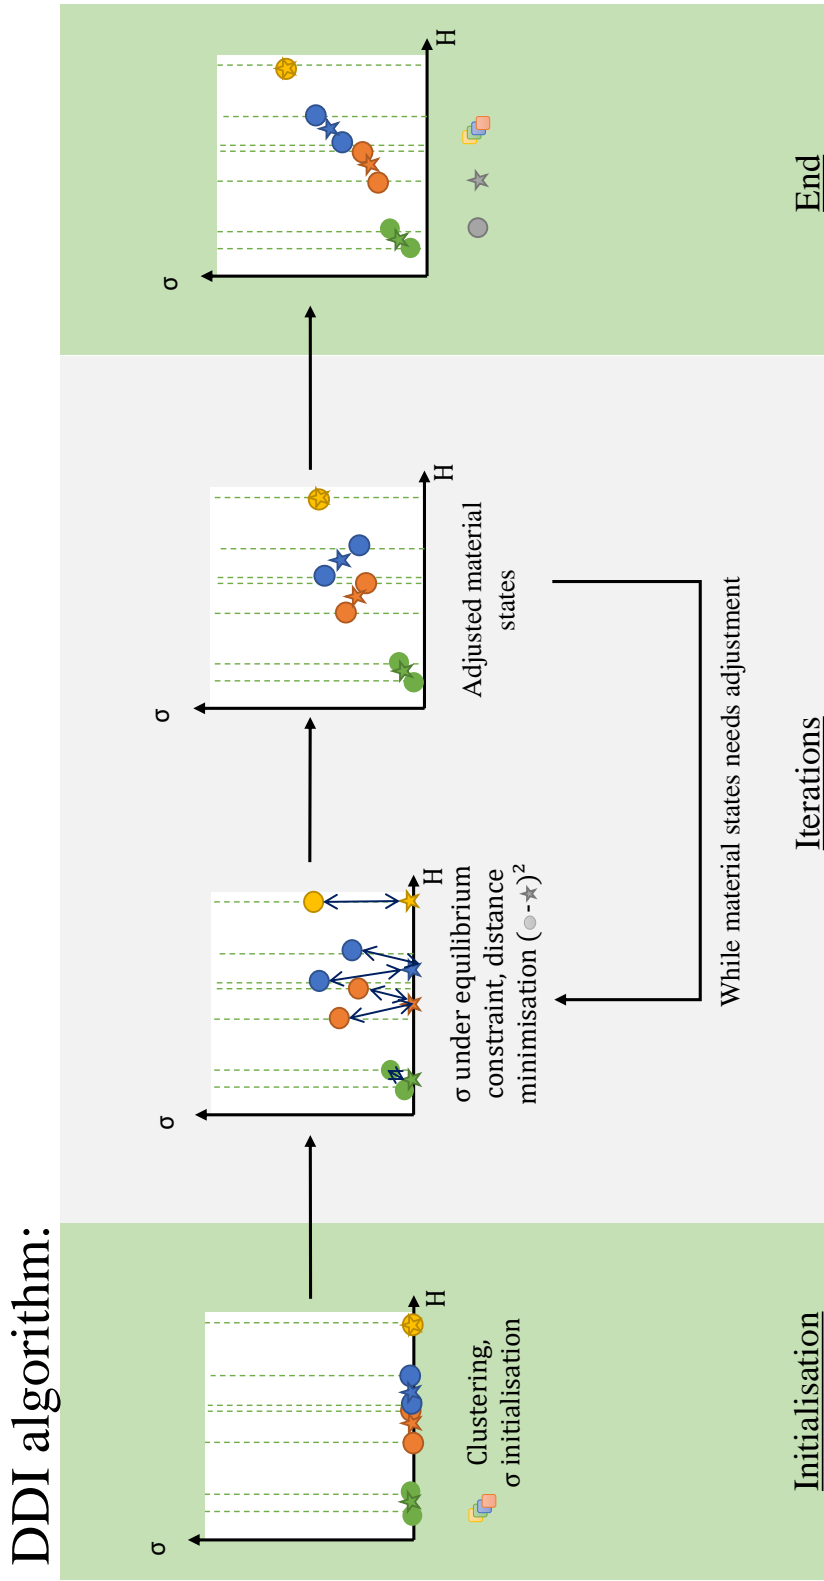 DDI algorithm:
σ
H
Clustering,
σ initialisation
Initialisation
σ
H
σ under equilibrium
constraint, distance
minimisation ( - )²
σ
H
Adjusted material
states
While material states needs adjustment
Iterations
σ
H
End